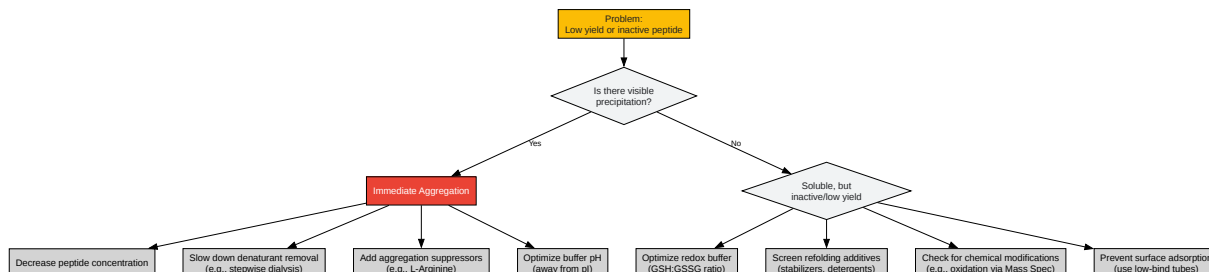 Problem:
Low yield or inactive peptide
Is there visible
precipitation?
Yes
No
Immediate Aggregation
Soluble, but
inactive/low yield
Decrease peptide concentration
Slow down denaturant removal
(e.g., stepwise dialysis)
Add aggregation suppressors
(e.g., L-Arginine)
Optimize buffer pH
(away from pI)
Optimize redox buffer
(GSH:GSSG ratio)
Screen refolding additives
(stabilizers, detergents)
Check for chemical modifications
(e.g., oxidation via Mass Spec)
Prevent surface adsorption
(use low-bind tubes)